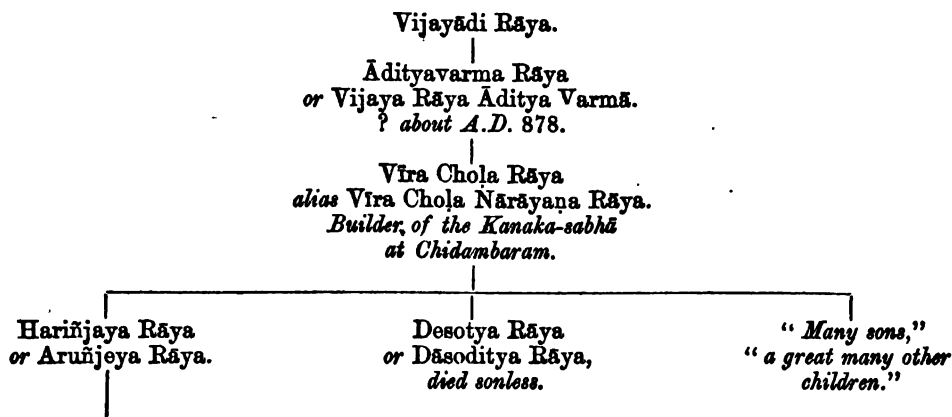 Vijayādi Rāya.
Ādityavarma Rāya
or Vijaya Rāya Āditya Varmā.
? about A.D. 878.
Vīra Choḷa Rāya
alias Vīra Choḷa Nārāyaṇa Rāya.
Builder, of the Kanaka-sabhā
at Chidambaram.
Hariñjaya Rāya
or Aruñjeya Rāya.
Desotya Rāya
or Dāsoditya Rāya,
died sonless.
“ Many sons,”
“ a great many other
children.”